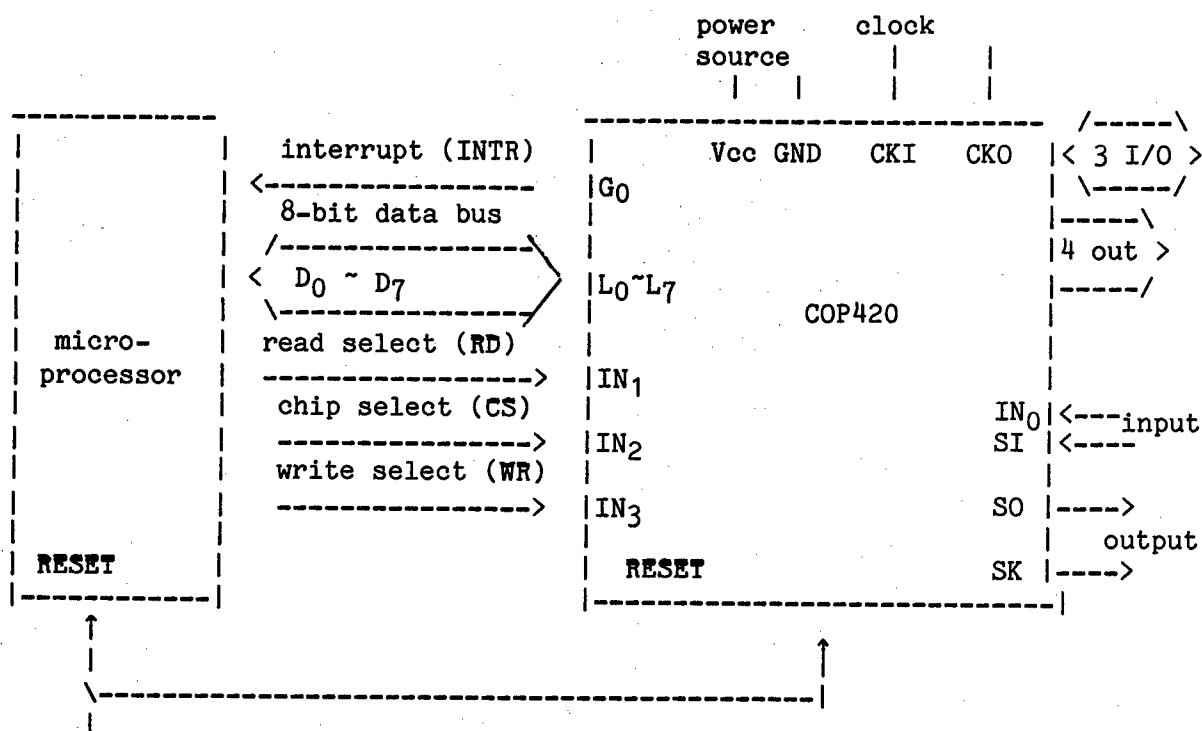 power clock
source
interrupt (INTR) Vcc GND CKI CKO 3 I/O
G0
8-bit data bus
D0 ~ D7 L0~L7 4 out
COP420
micro- read select (RD)
processor IN1
chip select (CS) IN0 input
IN2 SI
write select (WR)
IN3 SO
output
RESET RESET SK